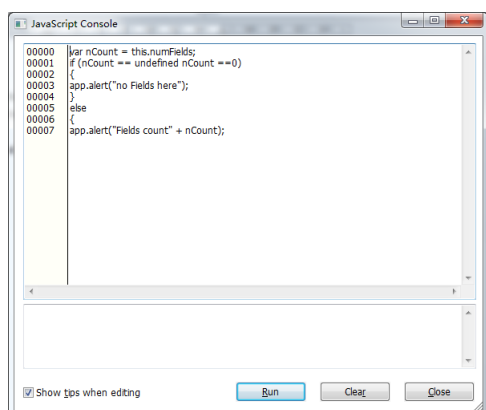 JavaScript Console
00000 var nCount = this.numFields;
00001 if (nCount == undefined nCount ==0)
00002 {
00003 app.alert("no Fields here");
00004 }
00005 else
00006 {
00007 app.alert("Fields count" + nCount);
Show tips when editing Run Clear Close